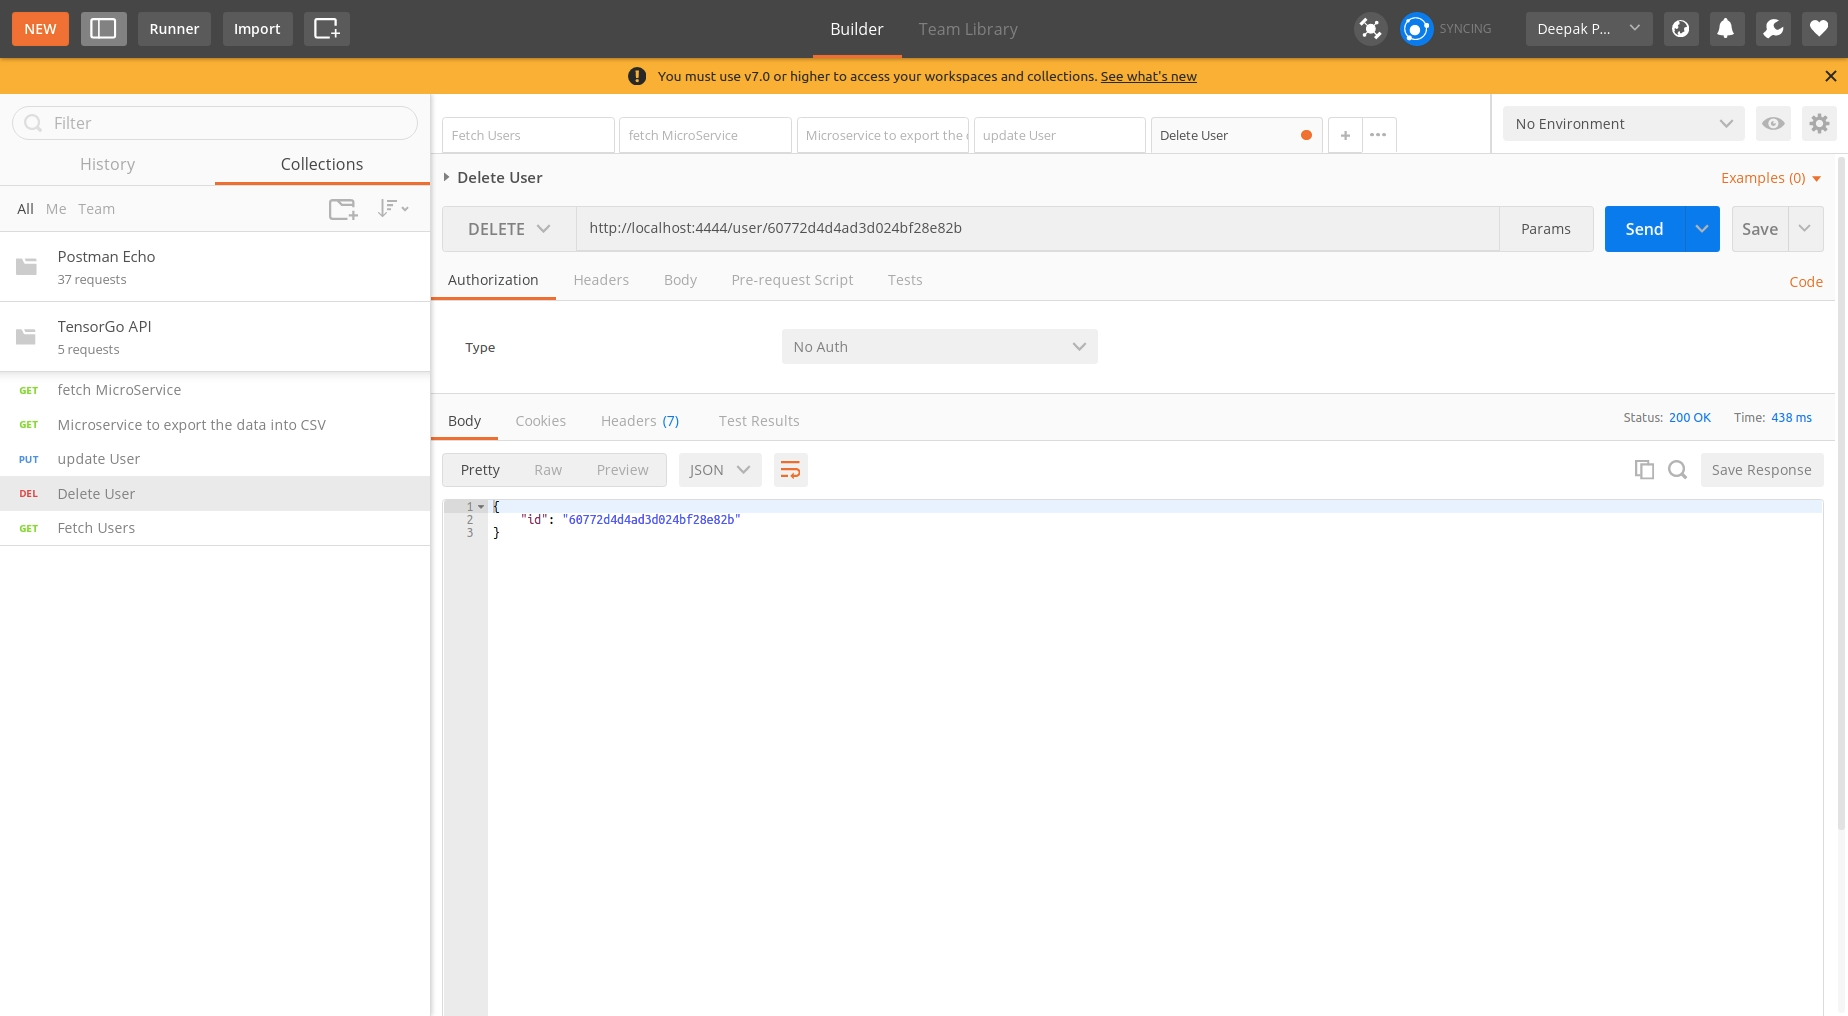 NEW Runner Import Builder Team Library SYNCING Deepak P...
You must use v7.0 or higher to access your workspaces and collections. See what's new
Filter
History Collections
All Me Team
Postman Echo
37 requests
TensorGo API
5 requests
GET fetch MicroService
GET Microservice to export the data into CSV
PUT update User
DEL Delete User
GET Fetch Users
Fetch Users fetch MicroService Microservice to export the update User Delete User + ... No Environment
Delete User Examples (0)
DELETE http://localhost:4444/user/60772d4d4ad3d024bf28e82b Params Send Save
Authorization Headers Body Pre-request Script Tests Code
Type No Auth
Body Cookies Headers (7) Test Results Status: 200 OK Time: 438 ms
Pretty Raw Preview JSON Save Response
1 {
2 "id": "60772d4d4ad3d024bf28e82b"
3 }